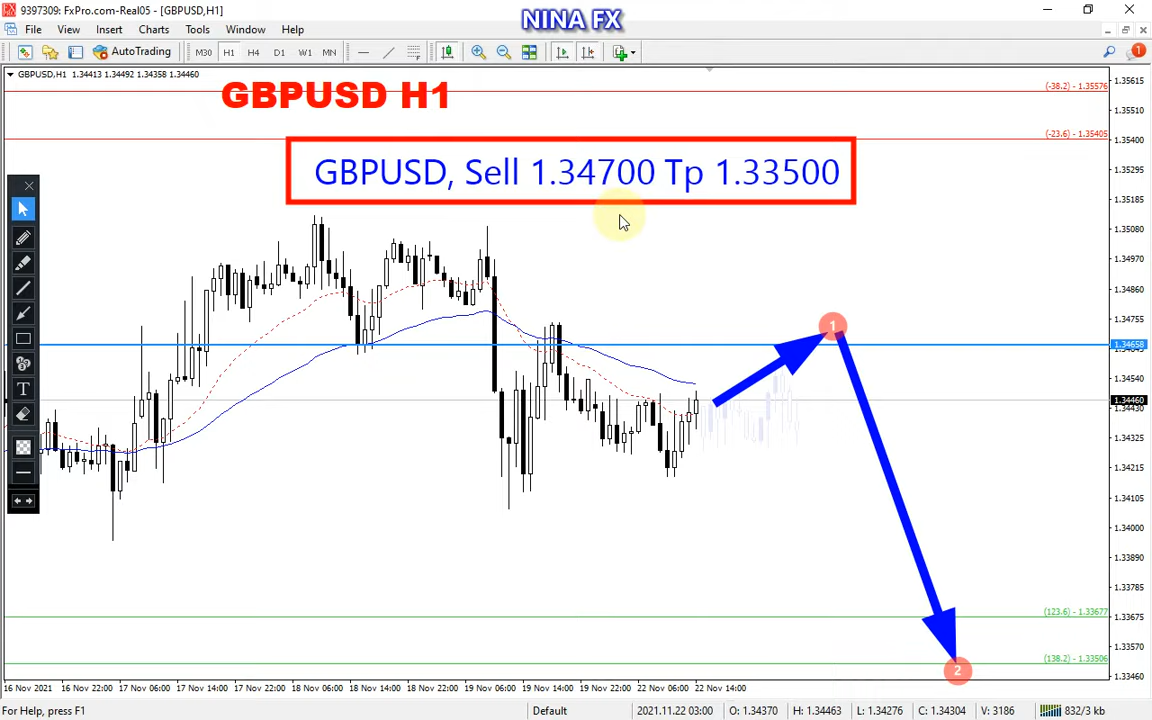 9397309: FxPro.com-Real05 - [GBPUSD,H1]
NINA FX
File View Insert Charts Tools Window Help
AutoTrading M30 H1 H4 D1 W1 MN 1
GBPUSD,H1 1.34413 1.34492 1.34358 1.34460
1.35615
(-38.2) - 1.35576
GBPUSD H1
1.35510
(-23.6) - 1.35405
1.35400
GBPUSD, Sell 1.34700 Tp 1.33500
1.35295
1.35185
1.35080
1.34970
1.34860
1.34755
1
1.34658
1.34645
1.34540
1.34460
1.34430
1.34325
1.34215
1.34105
1.34000
1.33890
1.33785
(123.6) - 1.33677
1.33675
1.33570
(138.2) - 1.33506
2
1.33460
T
16 Nov 2021 16 Nov 22:00 17 Nov 06:00 17 Nov 14:00 17 Nov 22:00 18 Nov 06:00 18 Nov 14:00 18 Nov 22:00 19 Nov 06:00 19 Nov 14:00 19 Nov 22:00 22 Nov 06:00 22 Nov 14:00
For Help, press F1 Default 2021.11.22 03:00 O: 1.34370 H: 1.34463 L: 1.34276 C: 1.34304 V: 3186 832/3 kb